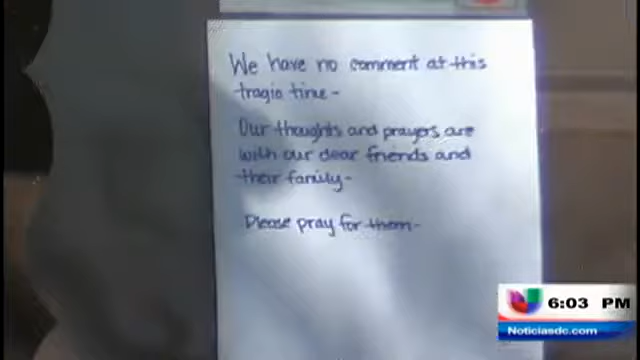 We have no comment at this
tragic time-
Our thoughts and prayers are
with our dear friends and
their family-
Please pray for them-
6:03 PM
Noticiasdc.com